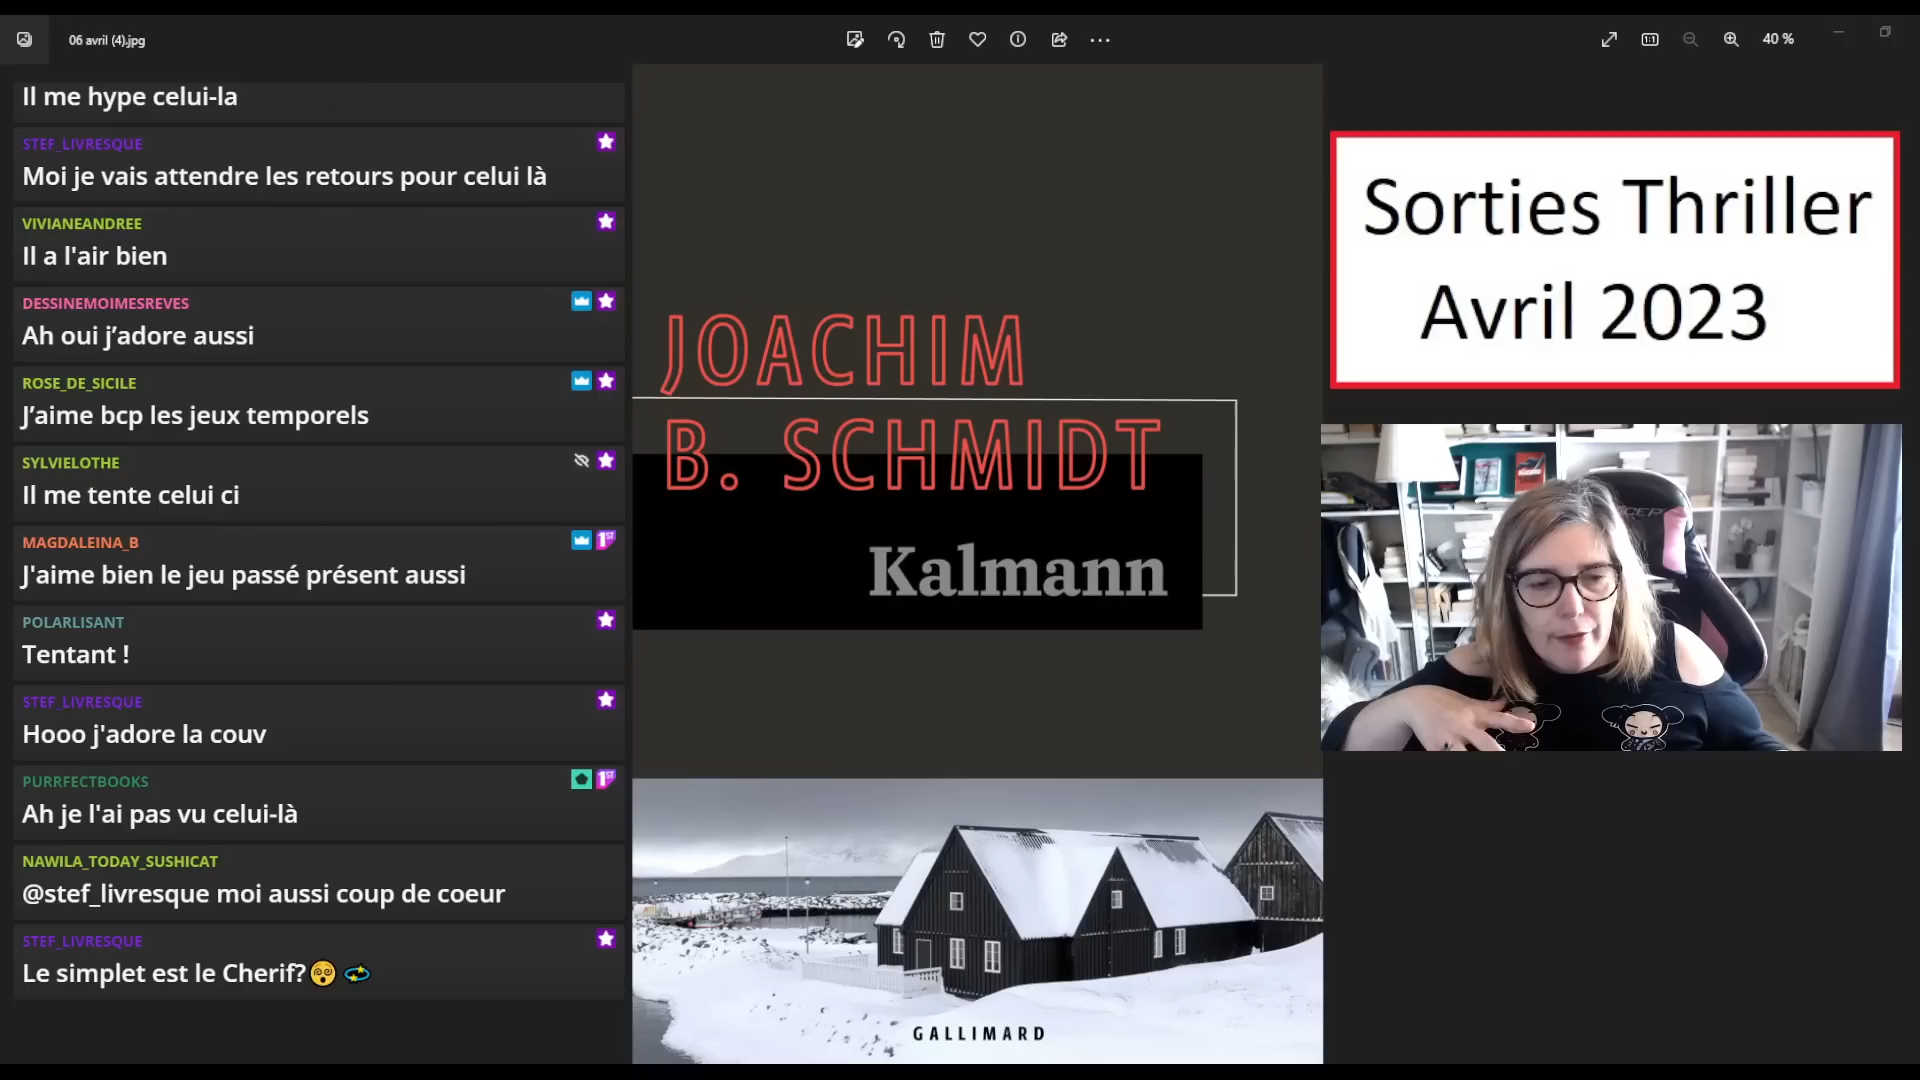 06 avril (4).jpg
40 %
Il me hype celui-la
STEF_LIVRESQUE
Moi je vais attendre les retours pour celui là
VIVIANEANDREE
Il a l'air bien
DESSINEMOIMESREVES
Ah oui j’adore aussi
ROSE_DE_SICILE
J’aime bcp les jeux temporels
SYLVIELOTHE
Il me tente celui ci
MAGDALEINA_B
1ST
J'aime bien le jeu passé présent aussi
POLARLISANT
Tentant !
STEF_LIVRESQUE
Hooo j'adore la couv
PURRFECTBOOKS
1ST
Ah je l'ai pas vu celui-là
NAWILA_TODAY_SUSHICAT
@stef_livresque moi aussi coup de coeur
STEF_LIVRESQUE
Le simplet est le Cherif?😵‍💫
JOACHIM
B. SCHMIDT
Kalmann
GALLIMARD
Sorties Thriller
Avril 2023